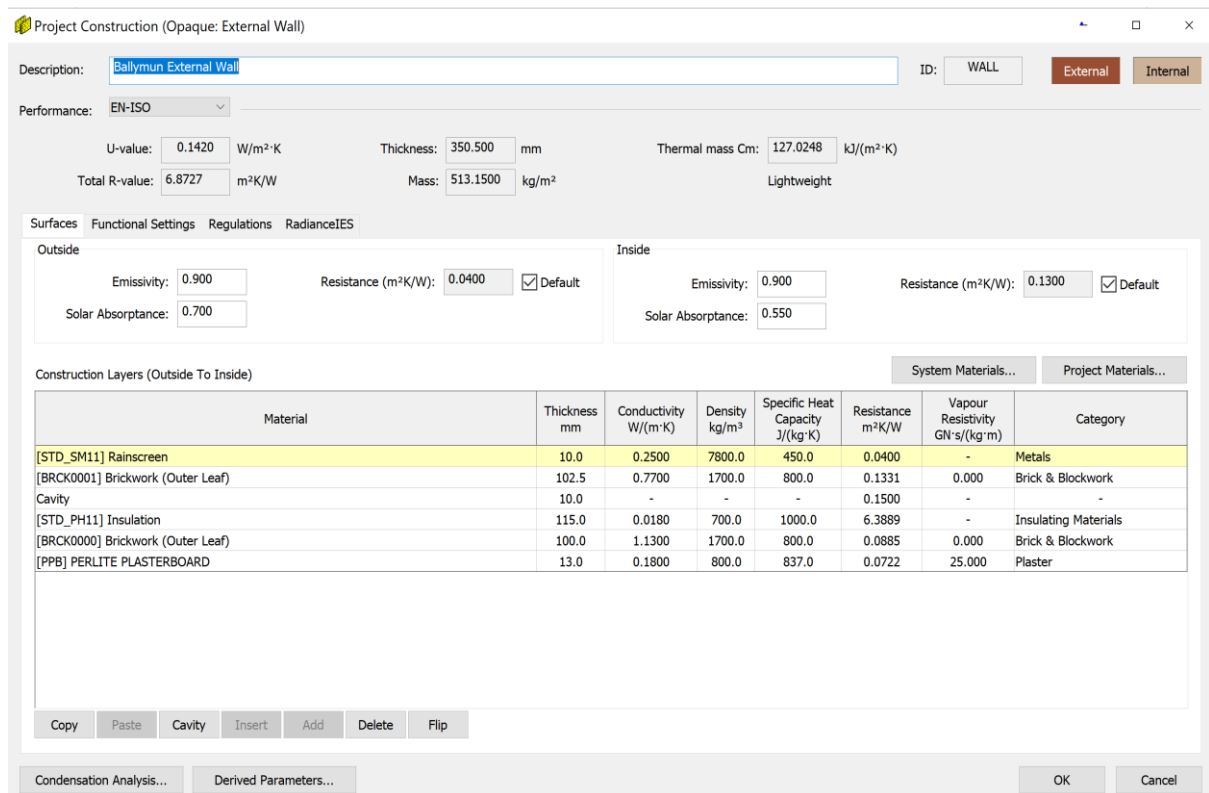 Project Construction (Opaque: External Wall)
Description: Ballymun External Wall ID: WALL External Internal
Performance: EN-ISO
U-value: 0.1420 W/m²·K Thickness: 350.500 mm Thermal mass Cm: 127.0248 kJ/(m²·K)
Total R-value: 6.8727 m²K/W Mass: 513.1500 kg/m² Lightweight
Surfaces Functional Settings Regulations RadianceIES
Outside Inside
Emissivity: 0.900 Resistance (m²K/W): 0.0400 Default Emissivity: 0.900 Resistance (m²K/W): 0.1300 Default
Solar Absorptance: 0.700 Solar Absorptance: 0.550
Construction Layers (Outside To Inside) System Materials... Project Materials...
Material Thickness mm Conductivity W/(m·K) Density kg/m³ Specific Heat Capacity J/(kg·K) Resistance m²K/W Vapour Resistivity GN·s/(kg·m) Category
[STD_SM11] Rainscreen 10.0 0.2500 7800.0 450.0 0.0400 - Metals
[BRCK0001] Brickwork (Outer Leaf) 102.5 0.7700 1700.0 800.0 0.1331 0.000 Brick & Blockwork
Cavity 10.0 - - - 0.1500 - -
[STD_PH11] Insulation 115.0 0.0180 700.0 1000.0 6.3889 - Insulating Materials
[BRCK0000] Brickwork (Outer Leaf) 100.0 1.1300 1700.0 800.0 0.0885 0.000 Brick & Blockwork
[PPB] PERLITE PLASTERBOARD 13.0 0.1800 800.0 837.0 0.0722 25.000 Plaster
Copy Paste Cavity Insert Add Delete Flip
Condensation Analysis... Derived Parameters... OK Cancel